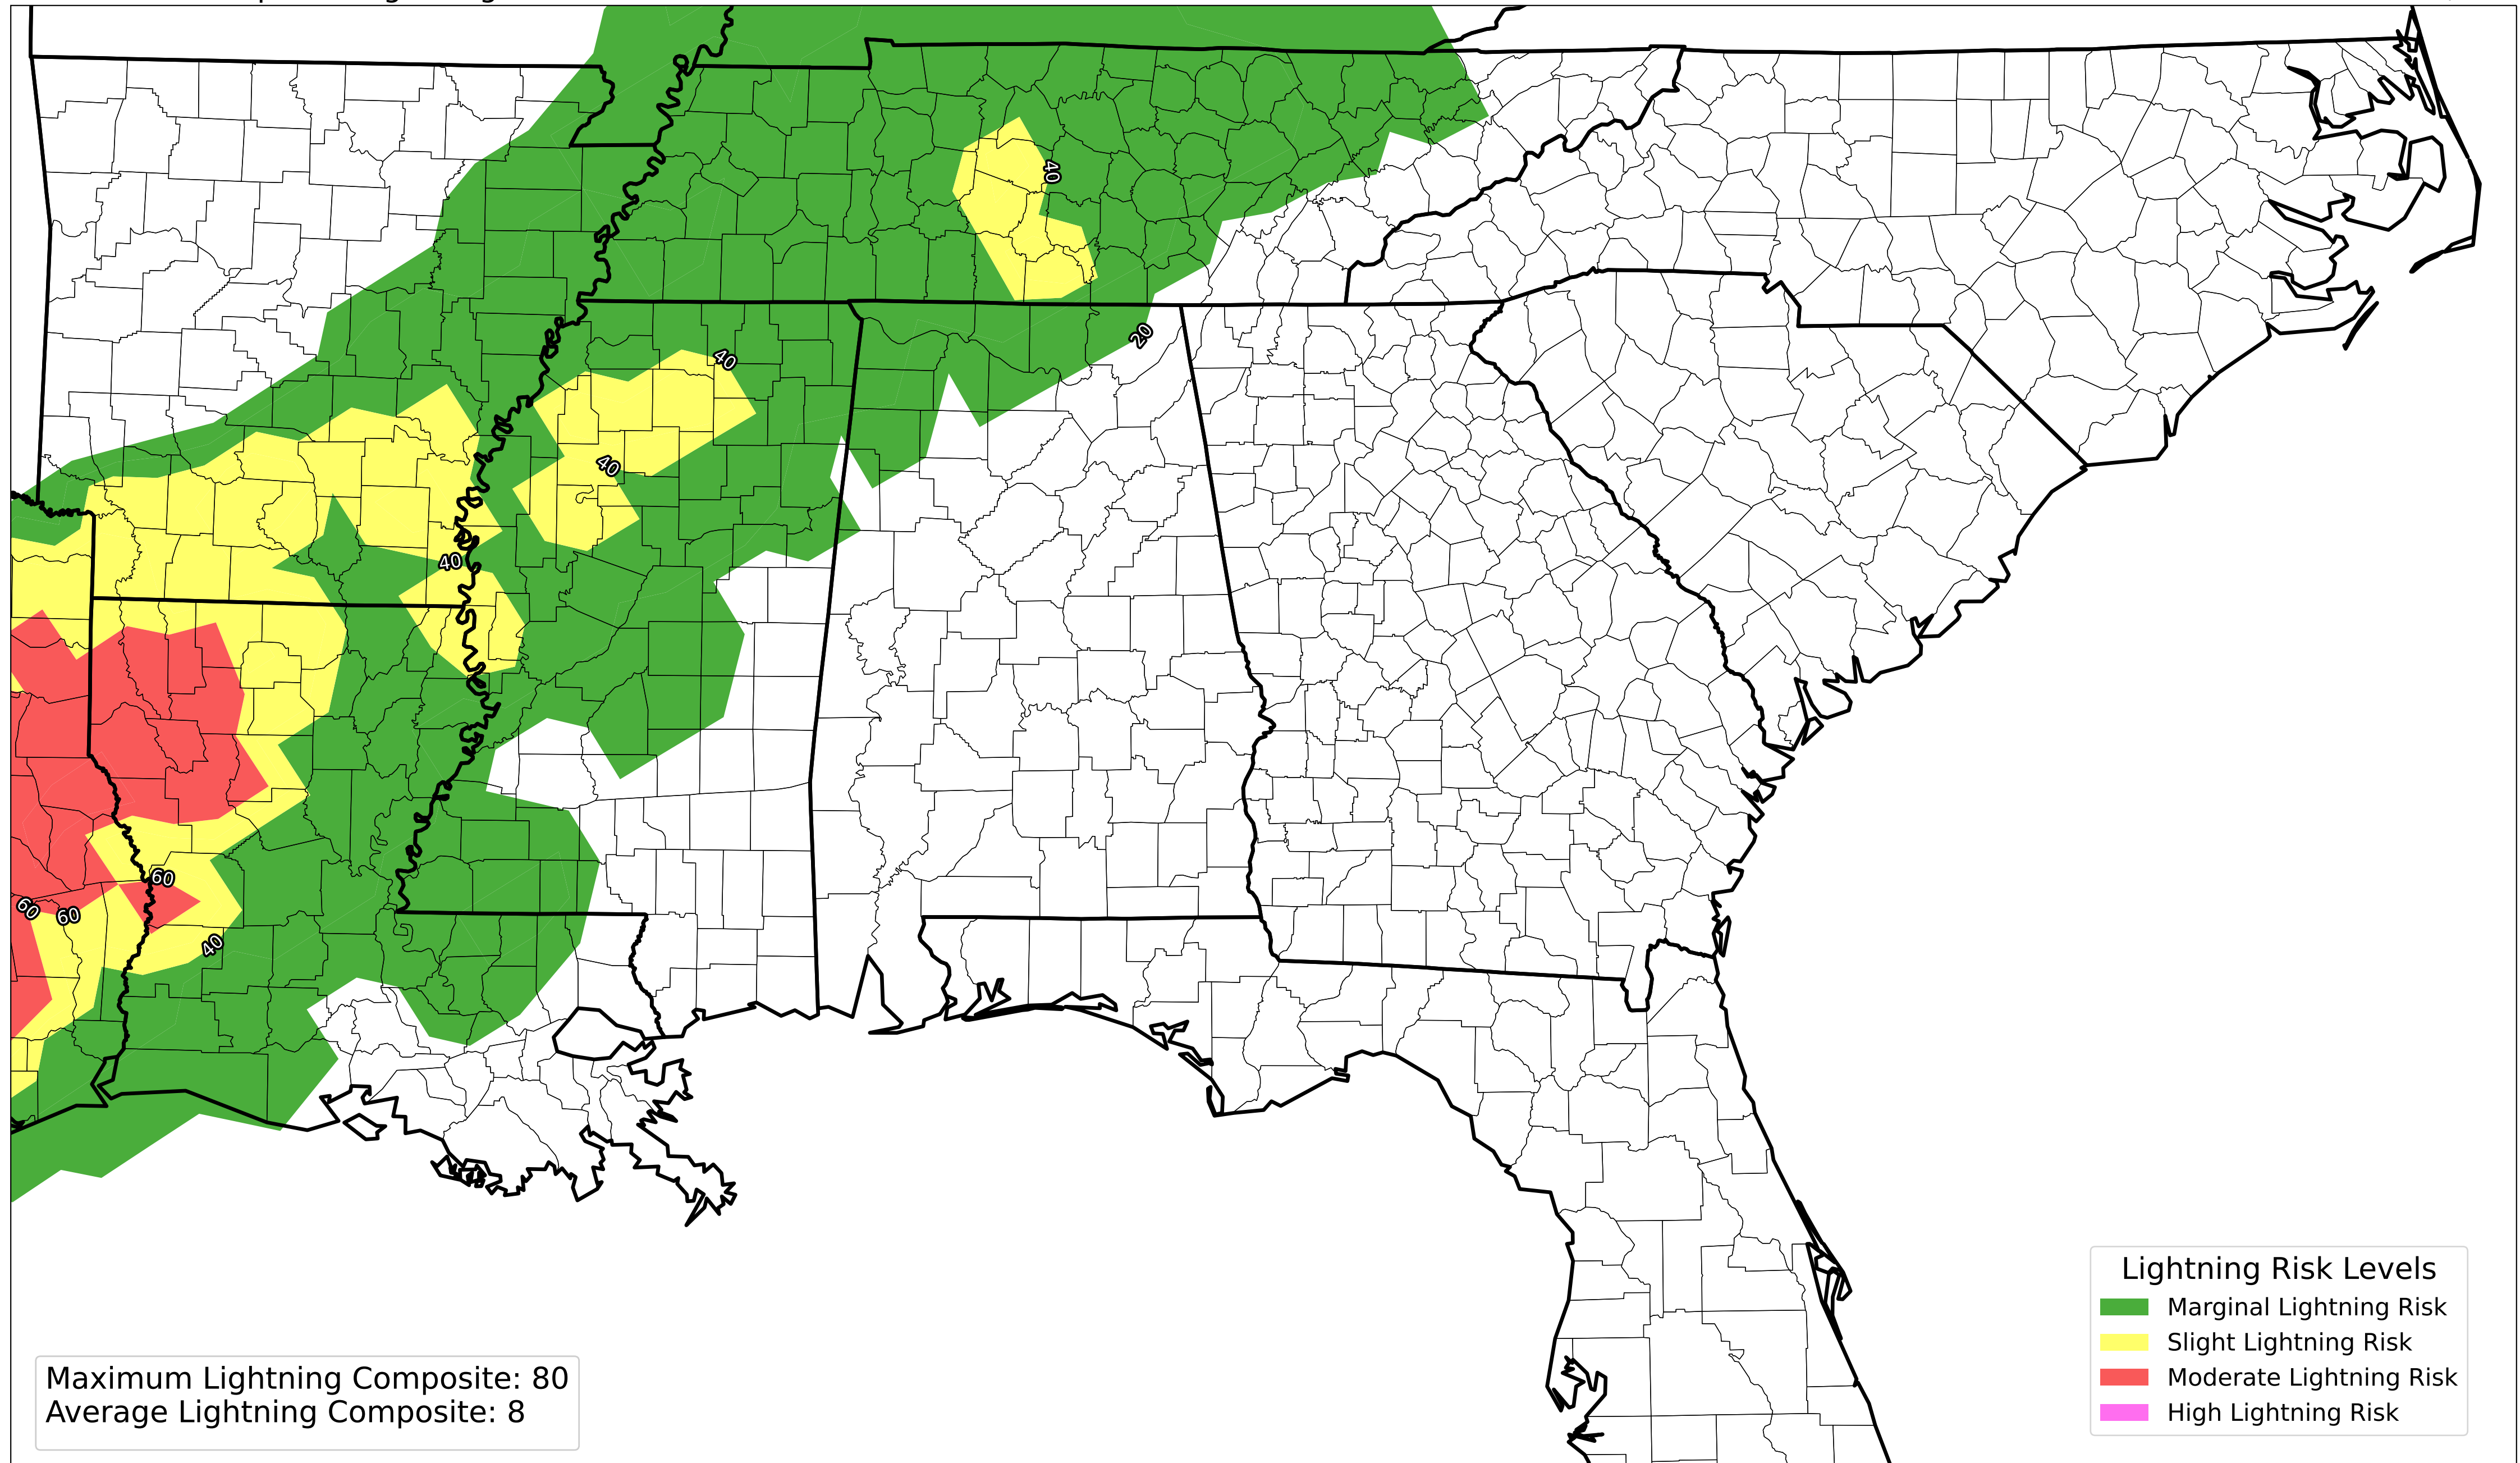 40
20
40
40
40
60
60
60
40
Lightning Risk Levels
Marginal Lightning Risk
Slight Lightning Risk
Moderate Lightning Risk
High Lightning Risk
Maximum Lightning Composite: 80
Average Lightning Composite: 8